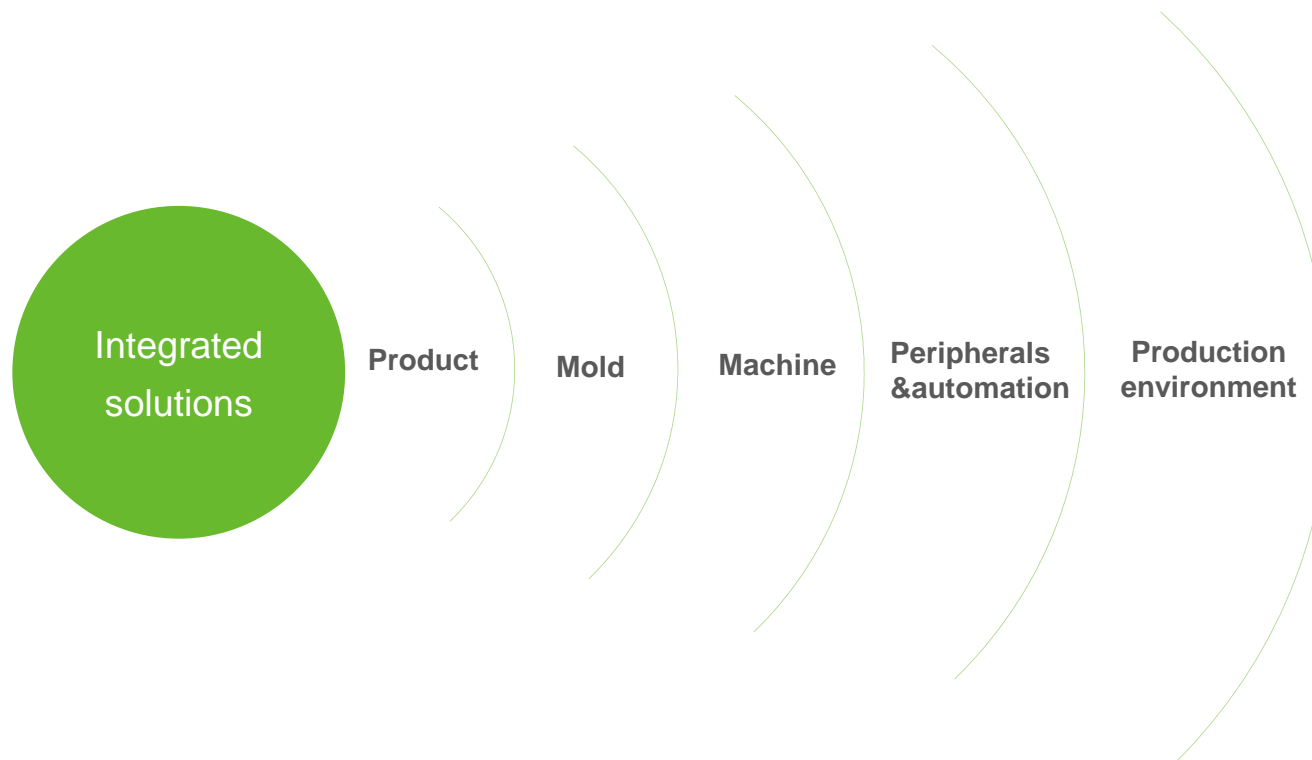 Integrated
solutions
Product
Mold
Machine
Peripherals
&automation
Production
environment